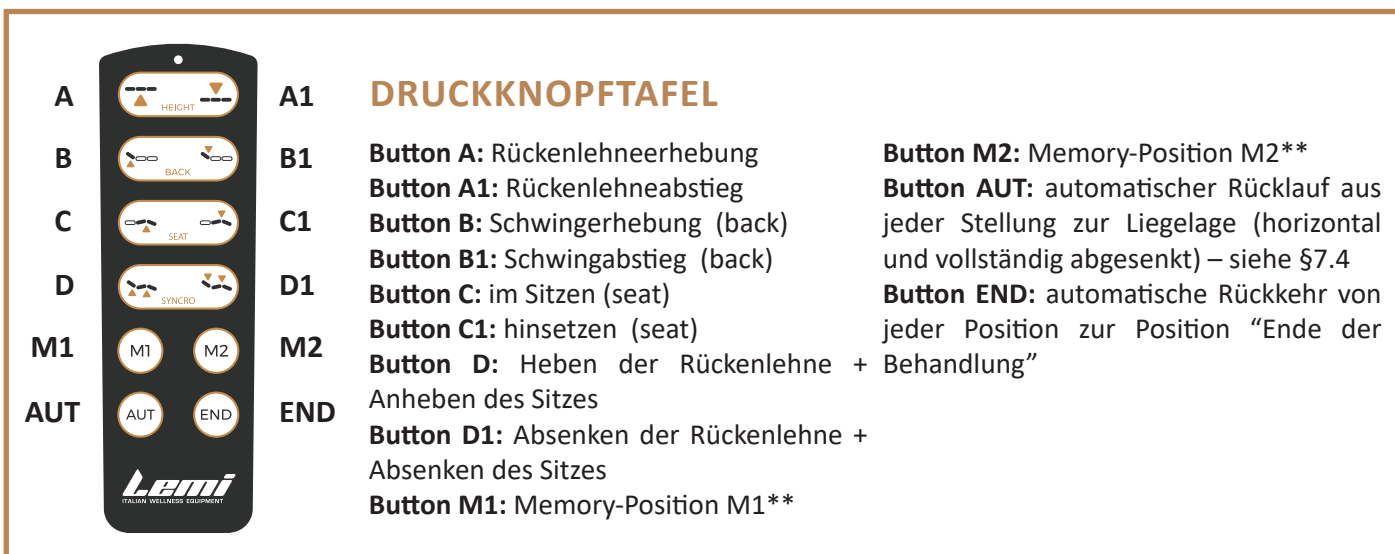 A
A1
HEIGHT
B
B1
BACK
C
C1
SEAT
D
D1
SYNCRO
M1
M1
M2
M2
AUT
AUT
END
END
Lemi
ITALIAN WELLNESS EQUIPMENT
DRUCKKNOPFTAFEL
Button A: Rückenlehneerhebung
Button A1: Rückenlehneabstieg
Button B: Schwingerhebung (back)
Button B1: Schwingabstieg (back)
Button C: im Sitzen (seat)
Button C1: hinsetzen (seat)
Button D: Heben der Rückenlehne +
Anheben des Sitzes
Button D1: Absenken der Rückenlehne +
Absenken des Sitzes
Button M1: Memory-Position M1**
Button M2: Memory-Position M2**
Button AUT: automatischer Rücklauf aus
jeder Stellung zur Liegelage (horizontal
und vollständig abgesenkt) – siehe §7.4
Button END: automatische Rückkehr von
jeder Position zur Position “Ende der
Behandlung”